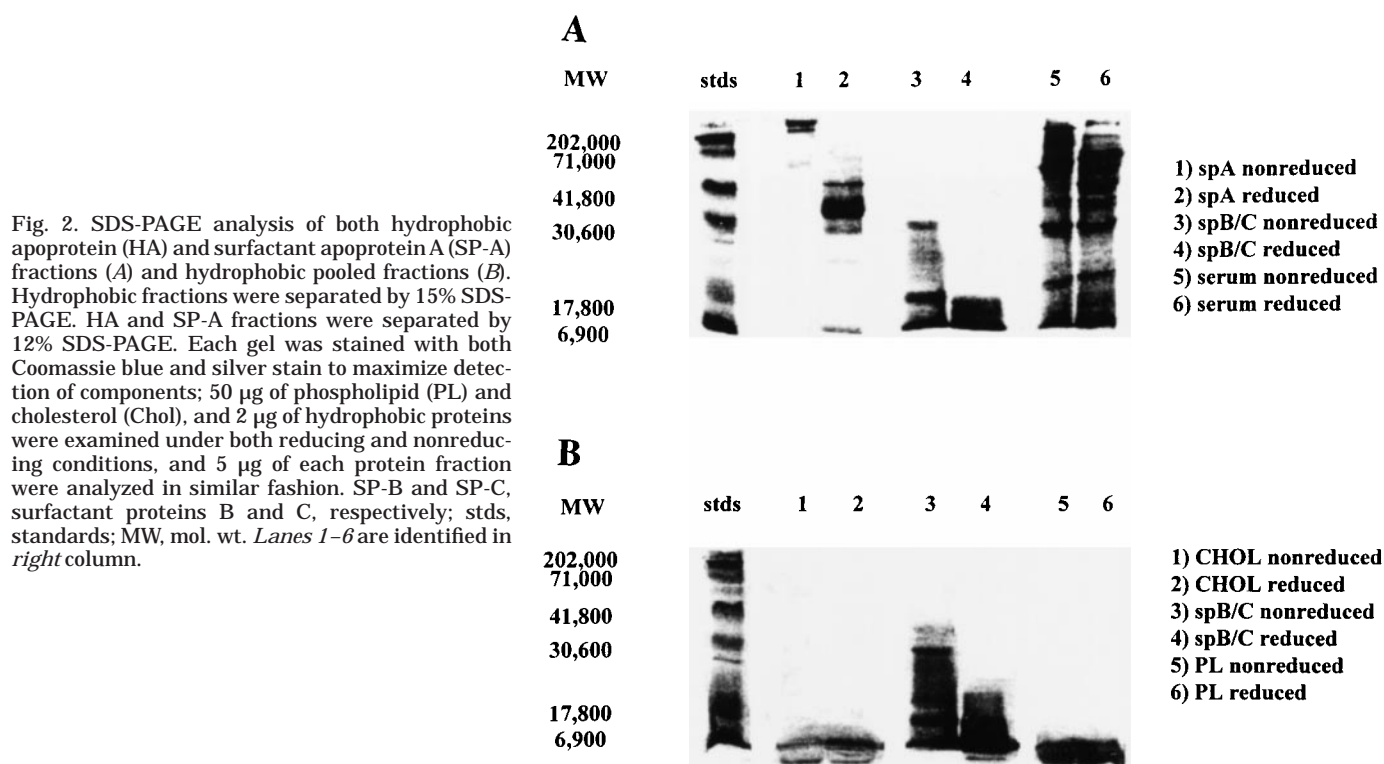 Fig. 2. SDS-PAGE analysis of both hydrophobic
apoprotein (HA) and surfactant apoprotein A (SP-A)
fractions (A) and hydrophobic pooled fractions (B).
Hydrophobic fractions were separated by 15% SDS-
PAGE. HA and SP-A fractions were separated by
12% SDS-PAGE. Each gel was stained with both
Coomassie blue and silver stain to maximize detec-
tion of components; 50 µg of phospholipid (PL) and
cholesterol (Chol), and 2 µg of hydrophobic proteins
were examined under both reducing and nonreduc-
ing conditions, and 5 µg of each protein fraction
were analyzed in similar fashion. SP-B and SP-C,
surfactant proteins B and C, respectively; stds,
standards; MW, mol. wt. Lanes 1–6 are identified in
right column.
A
MW stds 1 2 3 4 5 6
202,000
71,000
41,800
30,600
17,800
6,900
1) spA nonreduced
2) spA reduced
3) spB/C nonreduced
4) spB/C reduced
5) serum nonreduced
6) serum reduced
B
MW stds 1 2 3 4 5 6
202,000
71,000
41,800
30,600
17,800
6,900
1) CHOL nonreduced
2) CHOL reduced
3) spB/C nonreduced
4) spB/C reduced
5) PL nonreduced
6) PL reduced